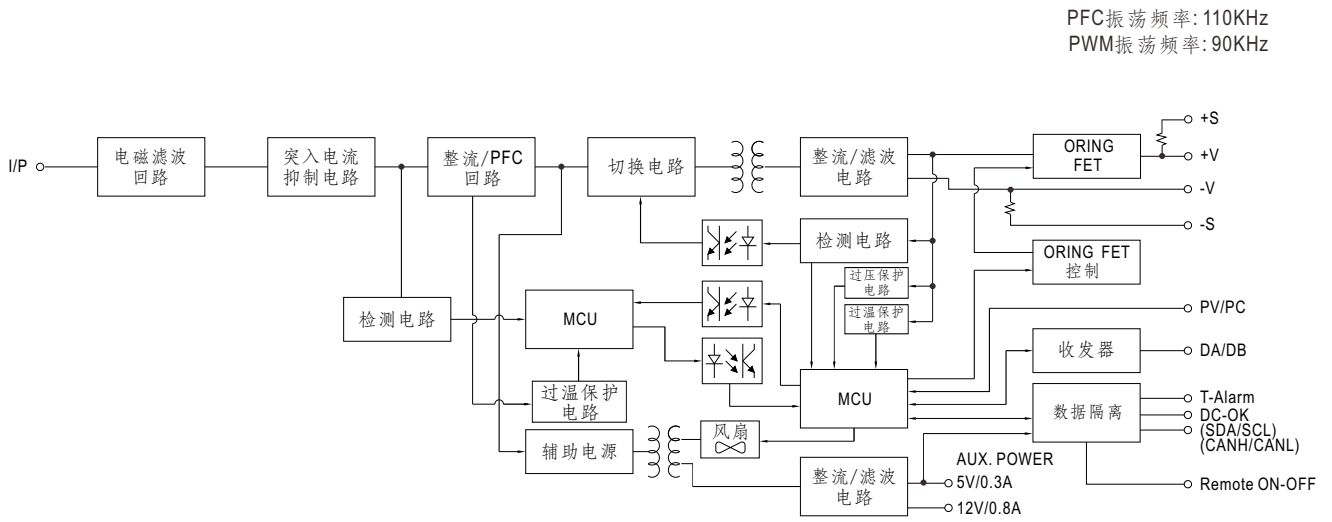 PFC振荡频率: 110KHz
PWM振荡频率: 90KHz
I/P
电磁滤波
回路
突入电流
抑制电路
整流/PFC
回路
切换电路
整流/滤波
电路
ORING
FET
+S
+V
-V
-S
检测电路
ORING FET
控制
过压保护
电路
过温保护
电路
检测电路
MCU
PV/PC
收发器
DA/DB
过温保护
电路
MCU
数据隔离
T-Alarm
DC-OK
(SDA/SCL)
(CANH/CANL)
辅助电源
风扇
整流/滤波
电路
AUX. POWER
5V/0.3A
12V/0.8A
Remote ON-OFF